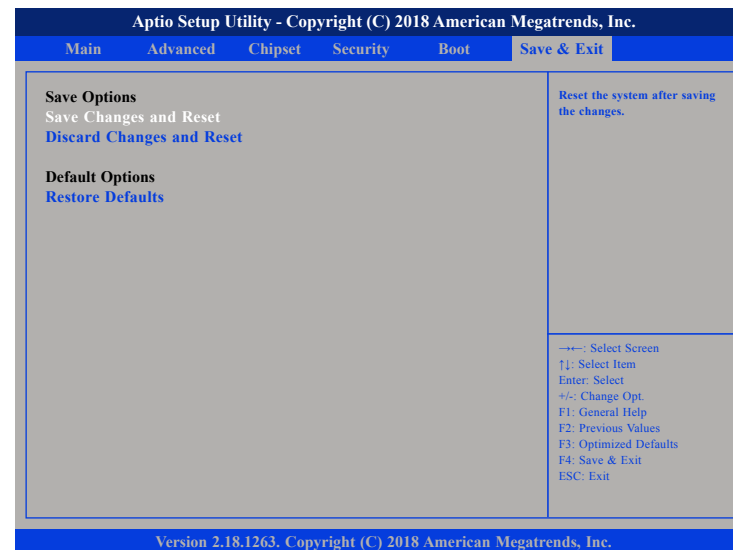 Aptio Setup Utility - Copyright (C) 2018 American Megatrends, Inc.
Main Advanced Chipset Security Boot Save & Exit
Save Options
Save Changes and Reset
Discard Changes and Reset
Default Options
Restore Defaults
Reset the system after saving
the changes.
→←: Select Screen
↑↓: Select Item
Enter: Select
+/-: Change Opt.
F1: General Help
F2: Previous Values
F3: Optimized Defaults
F4: Save & Exit
ESC: Exit
Version 2.18.1263. Copyright (C) 2018 American Megatrends, Inc.